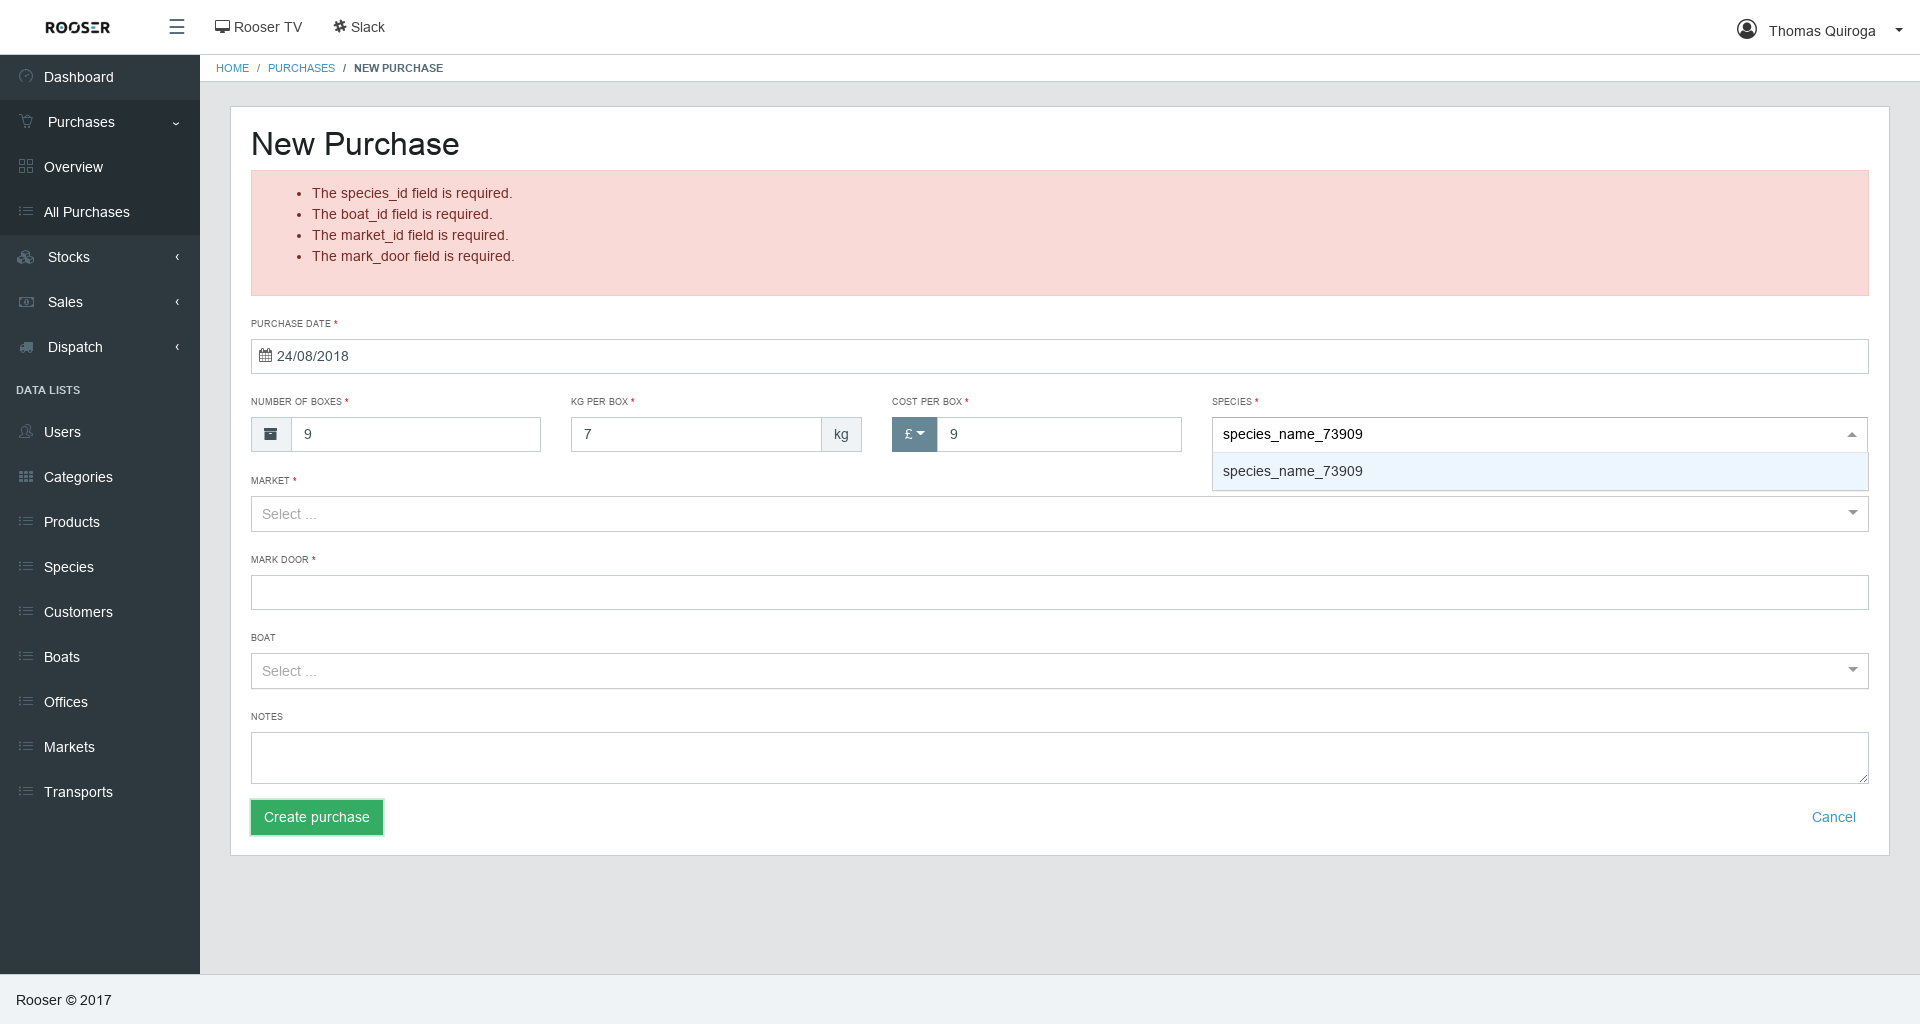 ROOSER
Rooser TV
Slack
Thomas Quiroga
HOME / PURCHASES / NEW PURCHASE
Dashboard
Purchases
Overview
All Purchases
Stocks
Sales
Dispatch
DATA LISTS
Users
Categories
Products
Species
Customers
Boats
Offices
Markets
Transports
New Purchase
• The species_id field is required.
• The boat_id field is required.
• The market_id field is required.
• The mark_door field is required.
PURCHASE DATE *
24/08/2018
NUMBER OF BOXES *
9
KG PER BOX *
7 kg
COST PER BOX *
£ 9
SPECIES *
species_name_73909
species_name_73909
MARKET *
Select ...
MARK DOOR *
BOAT
Select ...
NOTES
Create purchase
Cancel
Rooser © 2017